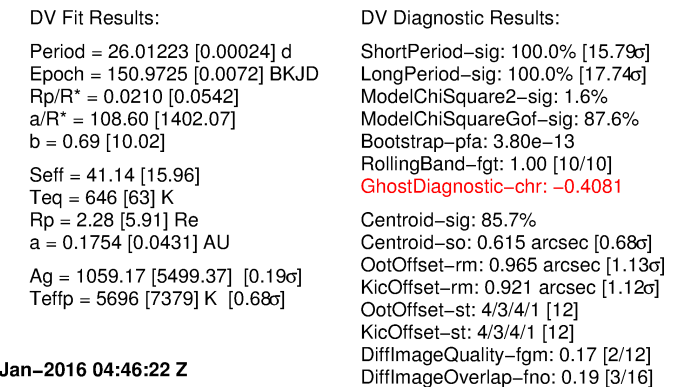 DV Fit Results:
Period = 26.01223 [0.00024] d
Epoch = 150.9725 [0.0072] BKJD
Rp/R* = 0.0210 [0.0542]
a/R* = 108.60 [1402.07]
b = 0.69 [10.02]
Seff = 41.14 [15.96]
Teq = 646 [63] K
Rp = 2.28 [5.91] Re
a = 0.1754 [0.0431] AU
Ag = 1059.17 [5499.37] [0.19σ]
Teffp = 5696 [7379] K [0.68σ]
Jan−2016 04:46:22 Z
DV Diagnostic Results:
ShortPeriod−sig: 100.0% [15.79σ]
LongPeriod−sig: 100.0% [17.74σ]
ModelChiSquare2−sig: 1.6%
ModelChiSquareGof−sig: 87.6%
Bootstrap−pfa: 3.80e−13
RollingBand−fgt: 1.00 [10/10]
GhostDiagnostic−chr: −0.4081
Centroid−sig: 85.7%
Centroid−so: 0.615 arcsec [0.68σ]
OotOffset−rm: 0.965 arcsec [1.13σ]
KicOffset−rm: 0.921 arcsec [1.12σ]
OotOffset−st: 4/3/4/1 [12]
KicOffset−st: 4/3/4/1 [12]
DiffImageQuality−fgm: 0.17 [2/12]
DiffImageOverlap−fno: 0.19 [3/16]